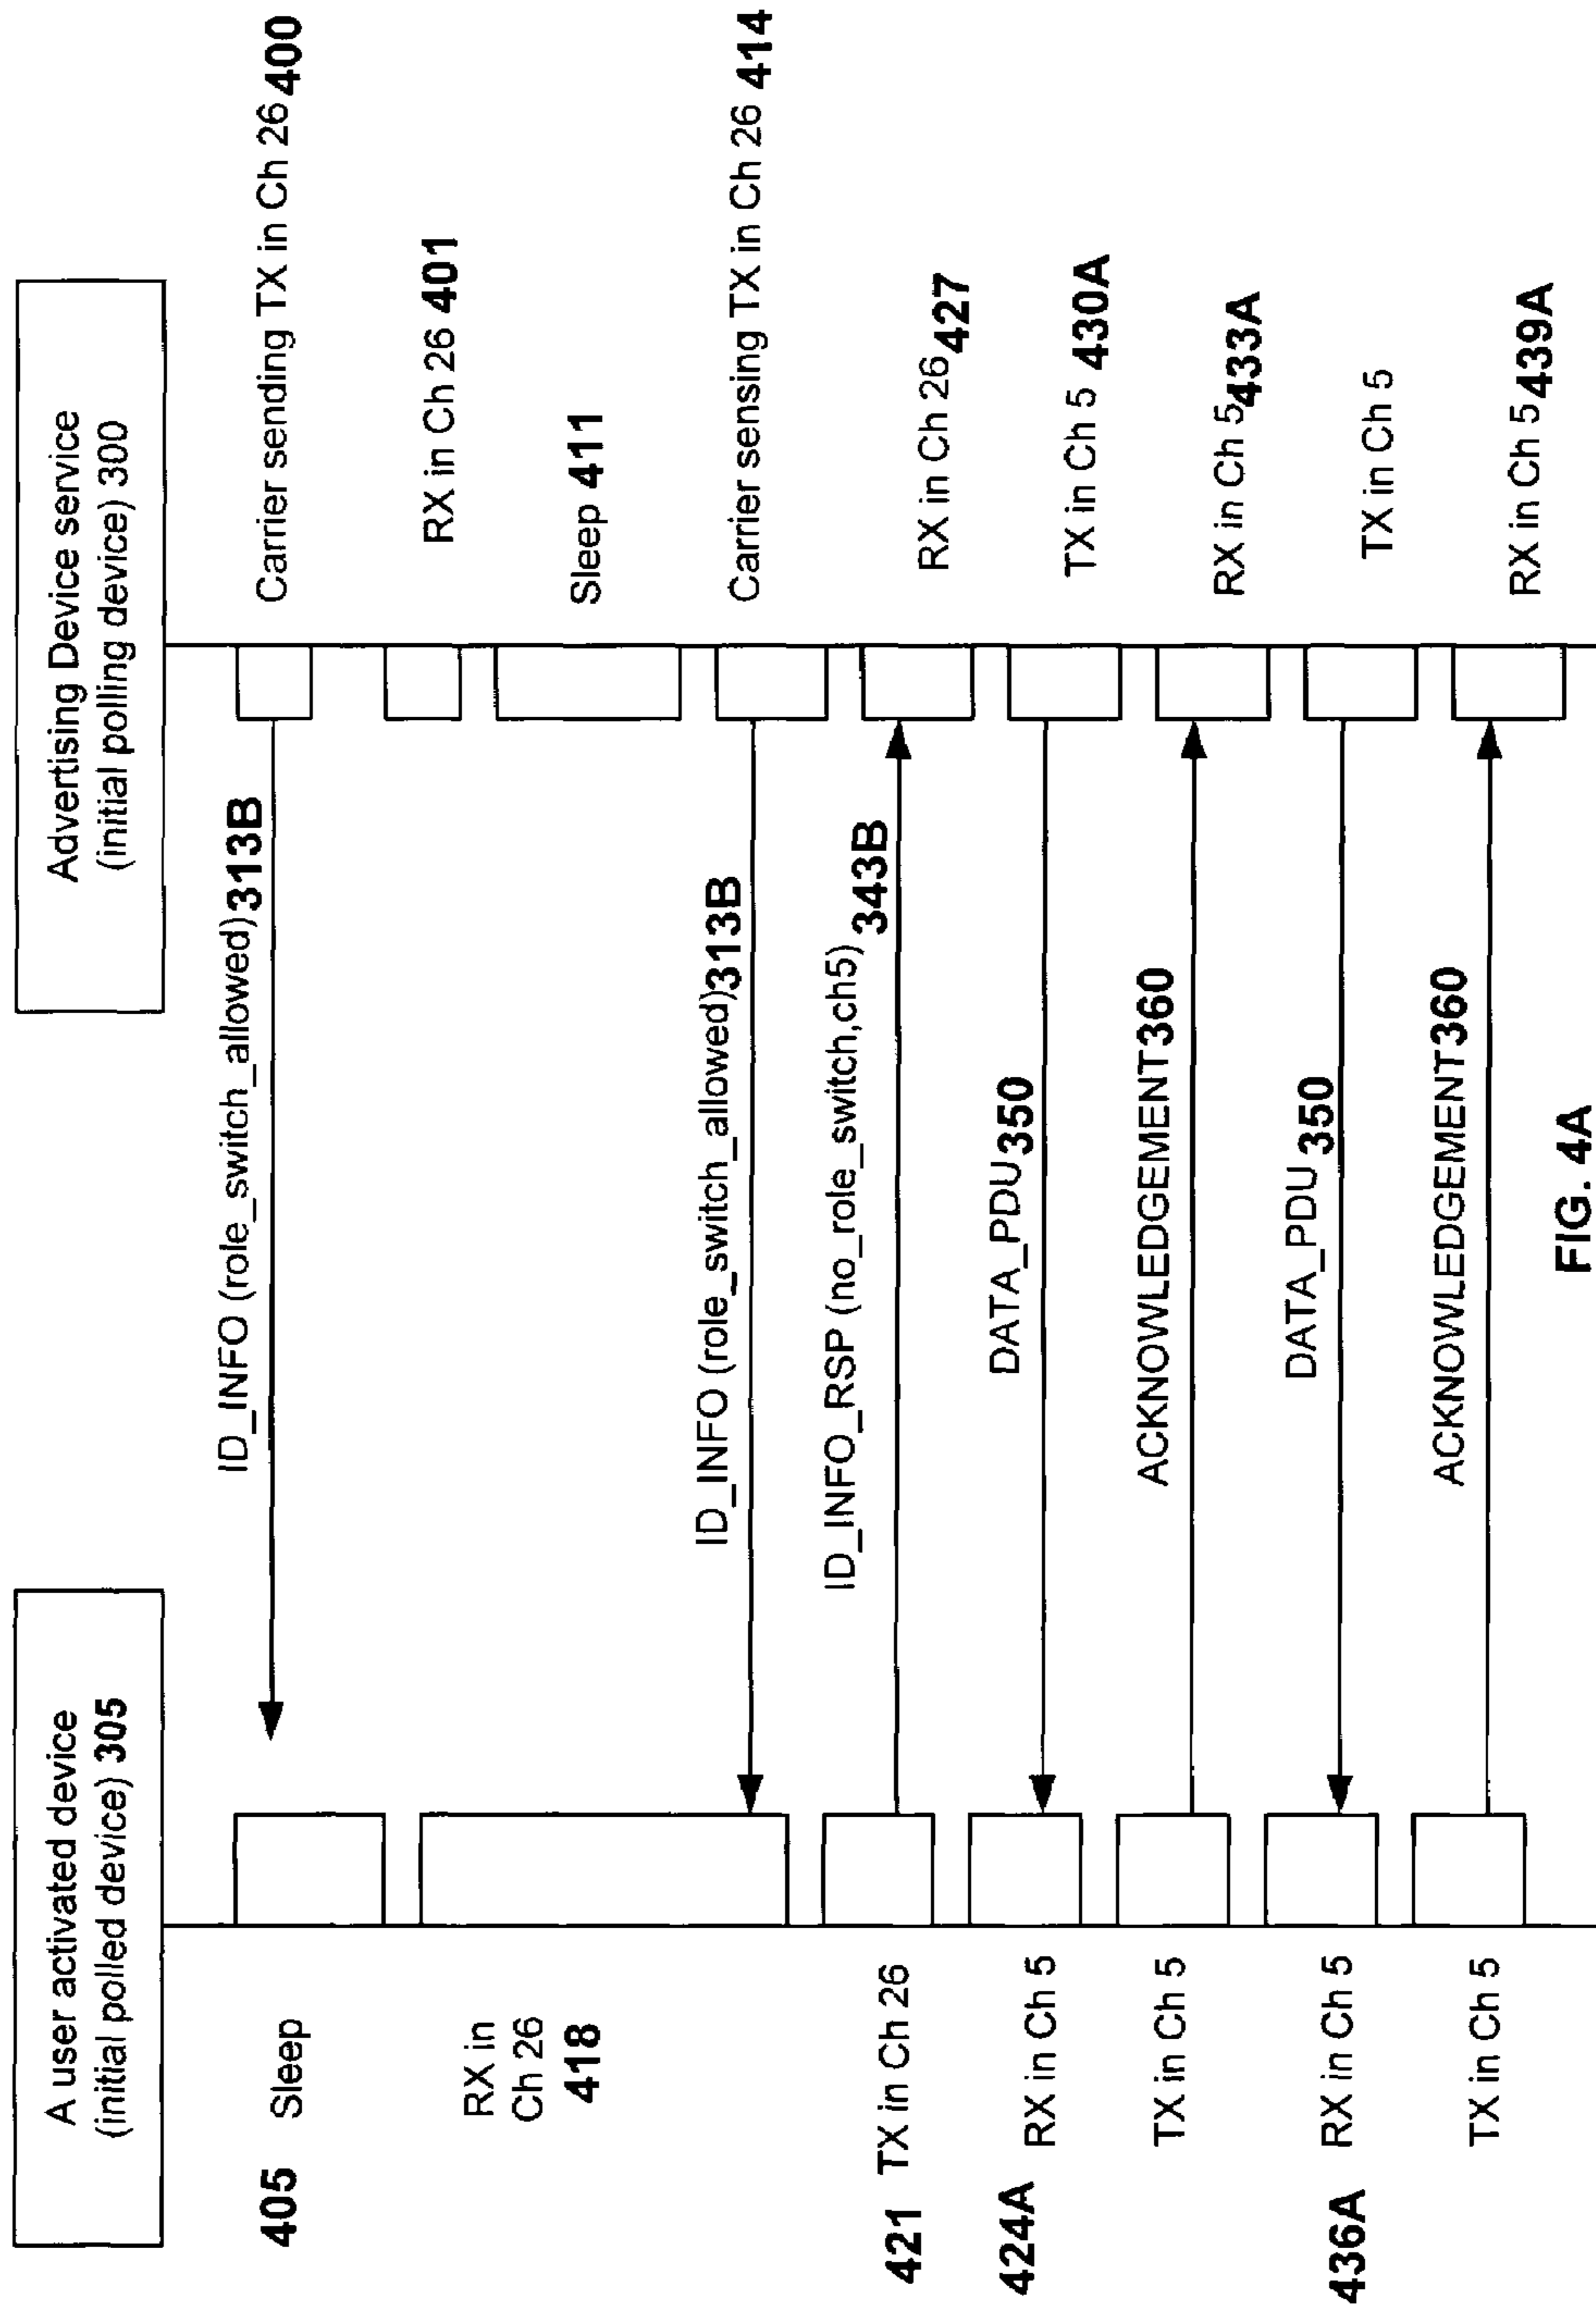 A user activated device
(initial polled device) 305
Advertising Device service
(initial polling device) 300
405 Sleep
ID_INFO (role_switch_allowed) 313B
Carrier sending TX in Ch 26 400
RX in Ch 26 401
RX in
Ch 26
418
Sleep 411
ID_INFO (role_switch_allowed) 313B
Carrier sensing TX in Ch 26 414
421 TX in Ch 26
ID_INFO_RSP (no_role_switch,ch5) 343B
RX in Ch 26 427
424A RX in Ch 5
DATA_PDU 350
TX in Ch 5 430A
TX in Ch 5
ACKNOWLEDGEMENT 360
RX in Ch 5 433A
436A RX in Ch 5
DATA_PDU 350
TX in Ch 5
TX in Ch 5
ACKNOWLEDGEMENT 360
RX in Ch 5 439A
FIG. 4A